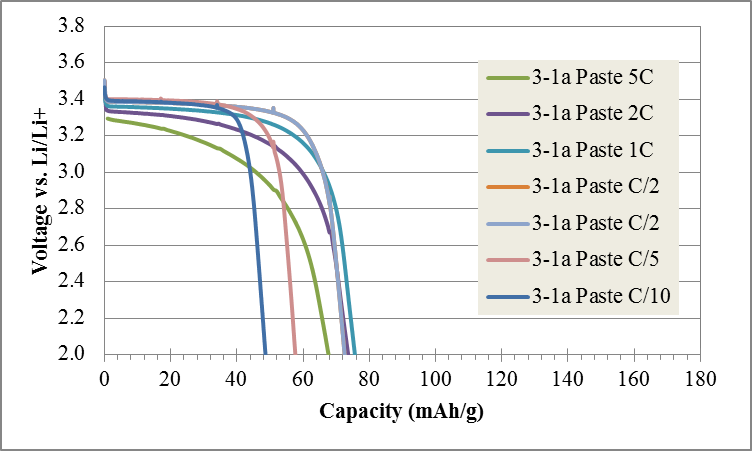 3.8
3.6
3.4
3.2
3.0
2.8
2.6
2.4
2.2
2.0
Voltage vs. Li/Li+
3-1a Paste 5C
3-1a Paste 2C
3-1a Paste 1C
3-1a Paste C/2
3-1a Paste C/2
3-1a Paste C/5
3-1a Paste C/10
0 20 40 60 80 100 120 140 160 180
Capacity (mAh/g)